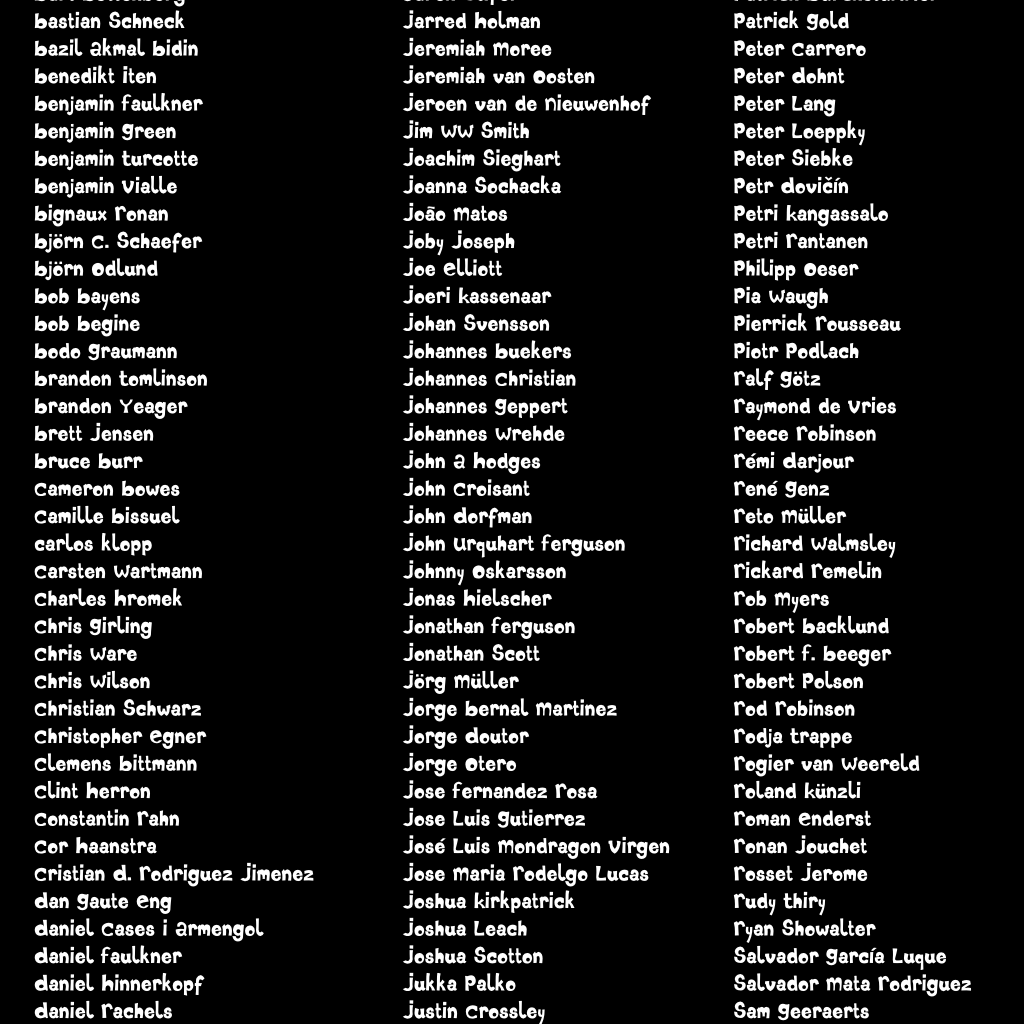 bastian Schneck
bazil akmal bidin
benedikt iten
benjamin faulkner
benjamin green
benjamin turcotte
benjamin Vialle
bignaux ronan
björn C. Schaefer
björn Odlund
bob bayens
bob begine
bodo graumann
brandon tomlinson
brandon Yeager
brett jensen
bruce burr
Cameron bowes
Camille bissuel
carlos klopp
Carsten Wartmann
Charles hromek
Chris girling
Chris Ware
Chris Wilson
Christian Schwarz
Christopher egner
Clemens bittmann
Clint herron
Constantin rahn
Cor haanstra
Cristian d. rodriguez jimenez
dan gaute eng
daniel Cases i armengol
daniel faulkner
daniel hinnerkopf
daniel rachels
jarred holman
jeremiah moree
jeremiah van Oosten
jeroen van de nieuwenhof
jim WW Smith
joachim Sieghart
joanna Sochacka
joão matos
joby joseph
joe elliott
joeri kassenaar
johan Svensson
johannes buekers
johannes Christian
johannes geppert
johannes Wrehde
john a hodges
john Croisant
john dorfman
john Urquhart ferguson
johnny Oskarsson
jonas hielscher
jonathan ferguson
jonathan Scott
jörg müller
jorge bernal martinez
jorge doutor
jorge Otero
jose fernandez rosa
jose Luis gutierrez
josé Luis mondragon Virgen
jose maria rodelgo Lucas
joshua kirkpatrick
joshua Leach
joshua Scotton
jukka Palko
justin Crossley
Patrick gold
Peter Carrero
Peter dohnt
Peter Lang
Peter Loeppky
Peter Siebke
Petr dovičín
Petri kangassalo
Petri rantanen
Philipp Oeser
Pia Waugh
Pierrick rousseau
Piotr Podlach
ralf götz
raymond de Vries
reece robinson
rémi darjour
rené genz
reto müller
richard Walmsley
rickard remelin
rob myers
robert backlund
robert f. beeger
robert Polson
rod robinson
rodja trappe
rogier van Weereld
roland künzli
roman enderst
ronan jouchet
rosset jerome
rudy thiry
ryan Showalter
Salvador garcía Luque
Salvador mata rodriguez
Sam geeraerts